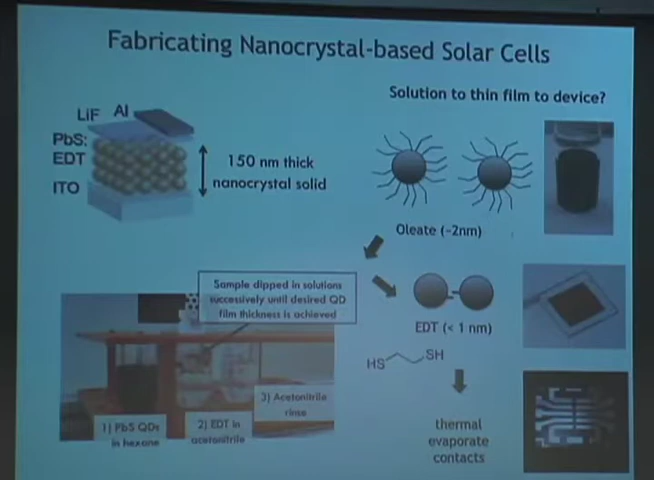 Fabricating Nanocrystal-based Solar Cells
Solution to thin film to device?
LiF Al
PbS:
EDT
ITO
150 nm thick
nanocrystal solid
Oleate (~2nm)
Sample dipped in solutions
successively until desired QD
film thickness is achieved
EDT (< 1 nm)
HS
SH
1) PbS QDs
in hexane
2) EDT in
acetonitrile
3) Acetonitrile
rinse
thermal
evaporate
contacts